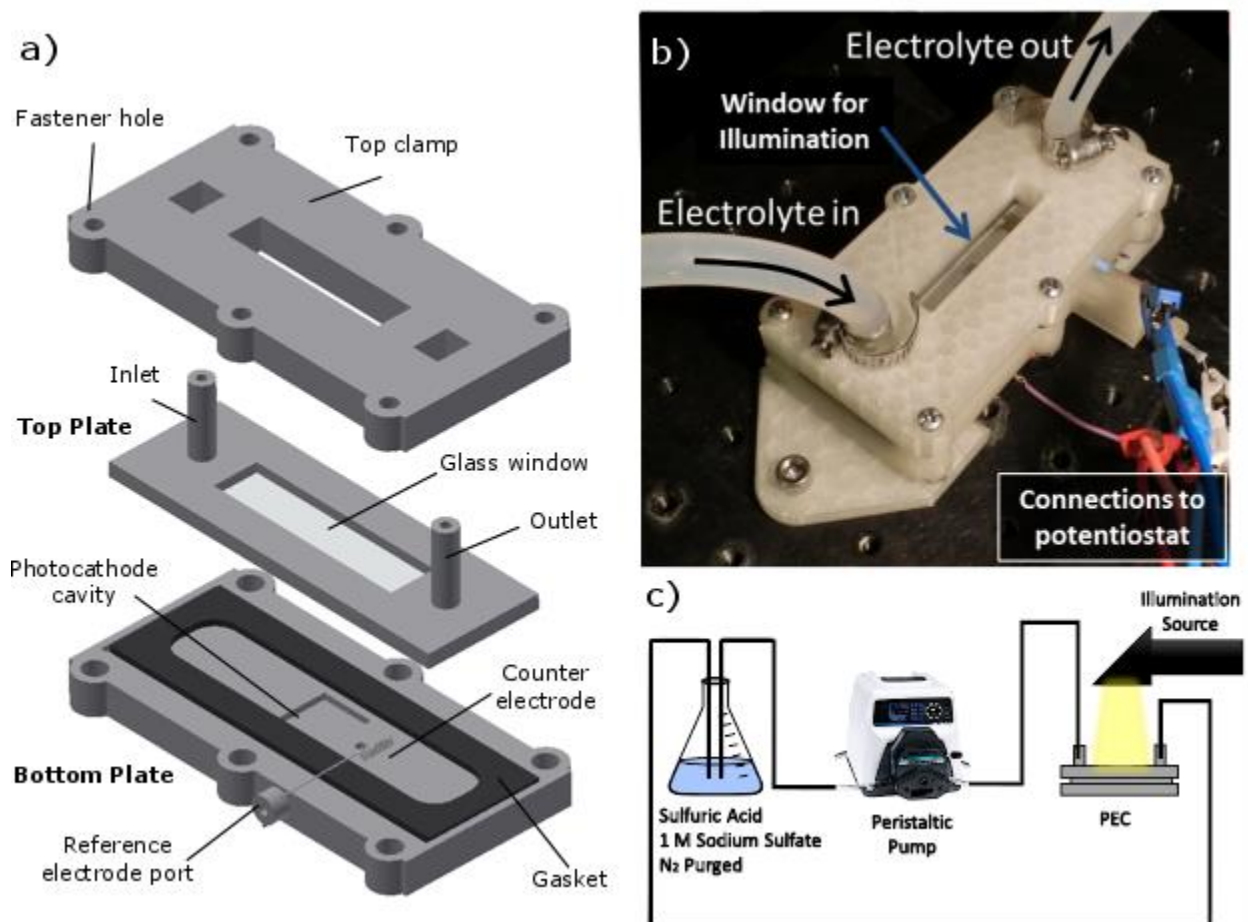 a)
Fastener hole
Top clamp
Inlet
Top Plate
Glass window
Outlet
Photocathode
cavity
Counter
electrode
Bottom Plate
Reference
electrode port
Gasket
b)
Electrolyte out
Window for
Illumination
Electrolyte in
Connections to
potentiostat
c)
Illumination
Source
Sulfuric Acid
1 M Sodium Sulfate
N2 Purged
Peristaltic
Pump
PEC